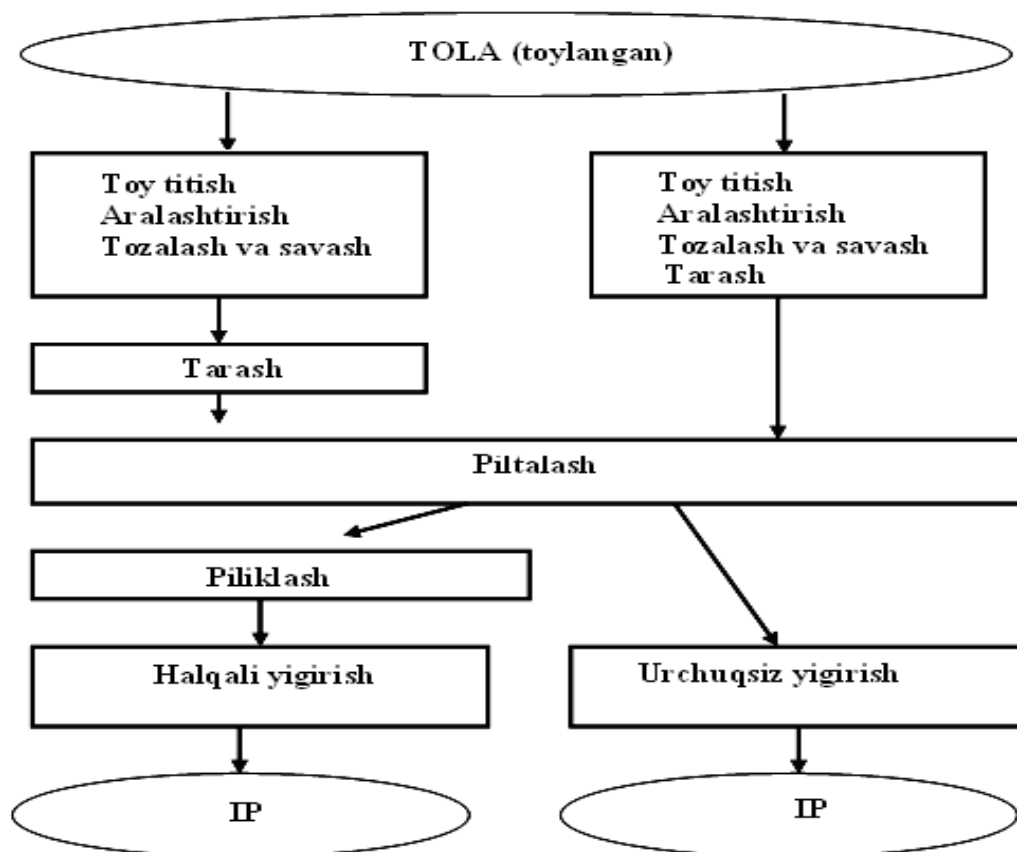 TOLA (toylangan)
Toy titish
Aralashtirish
Tozalash va savash
Toy titish
Aralashtirish
Tozalash va savash
Tarash
Tarash
Piltalash
Piliklash
Halqali yigirish
Urchuqsiz yigirish
IP
IP